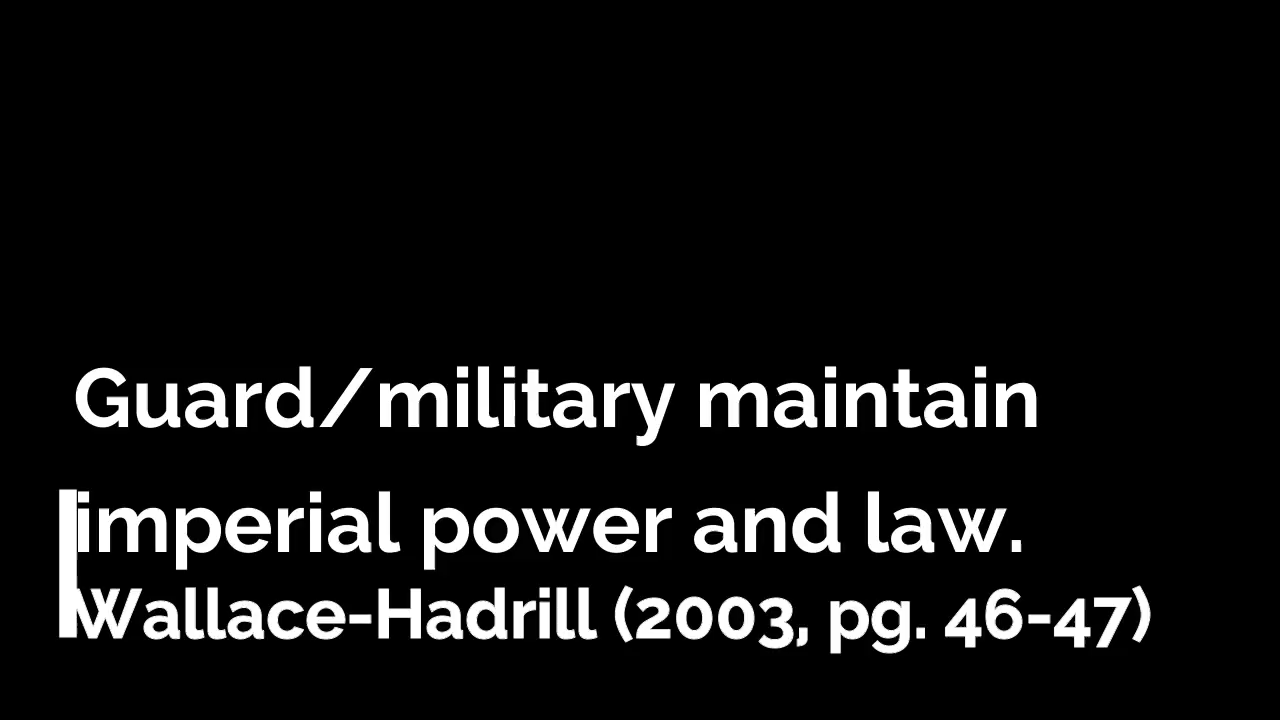 Guard/military maintain
imperial power and law.
Wallace-Hadrill (2003, pg. 46-47)